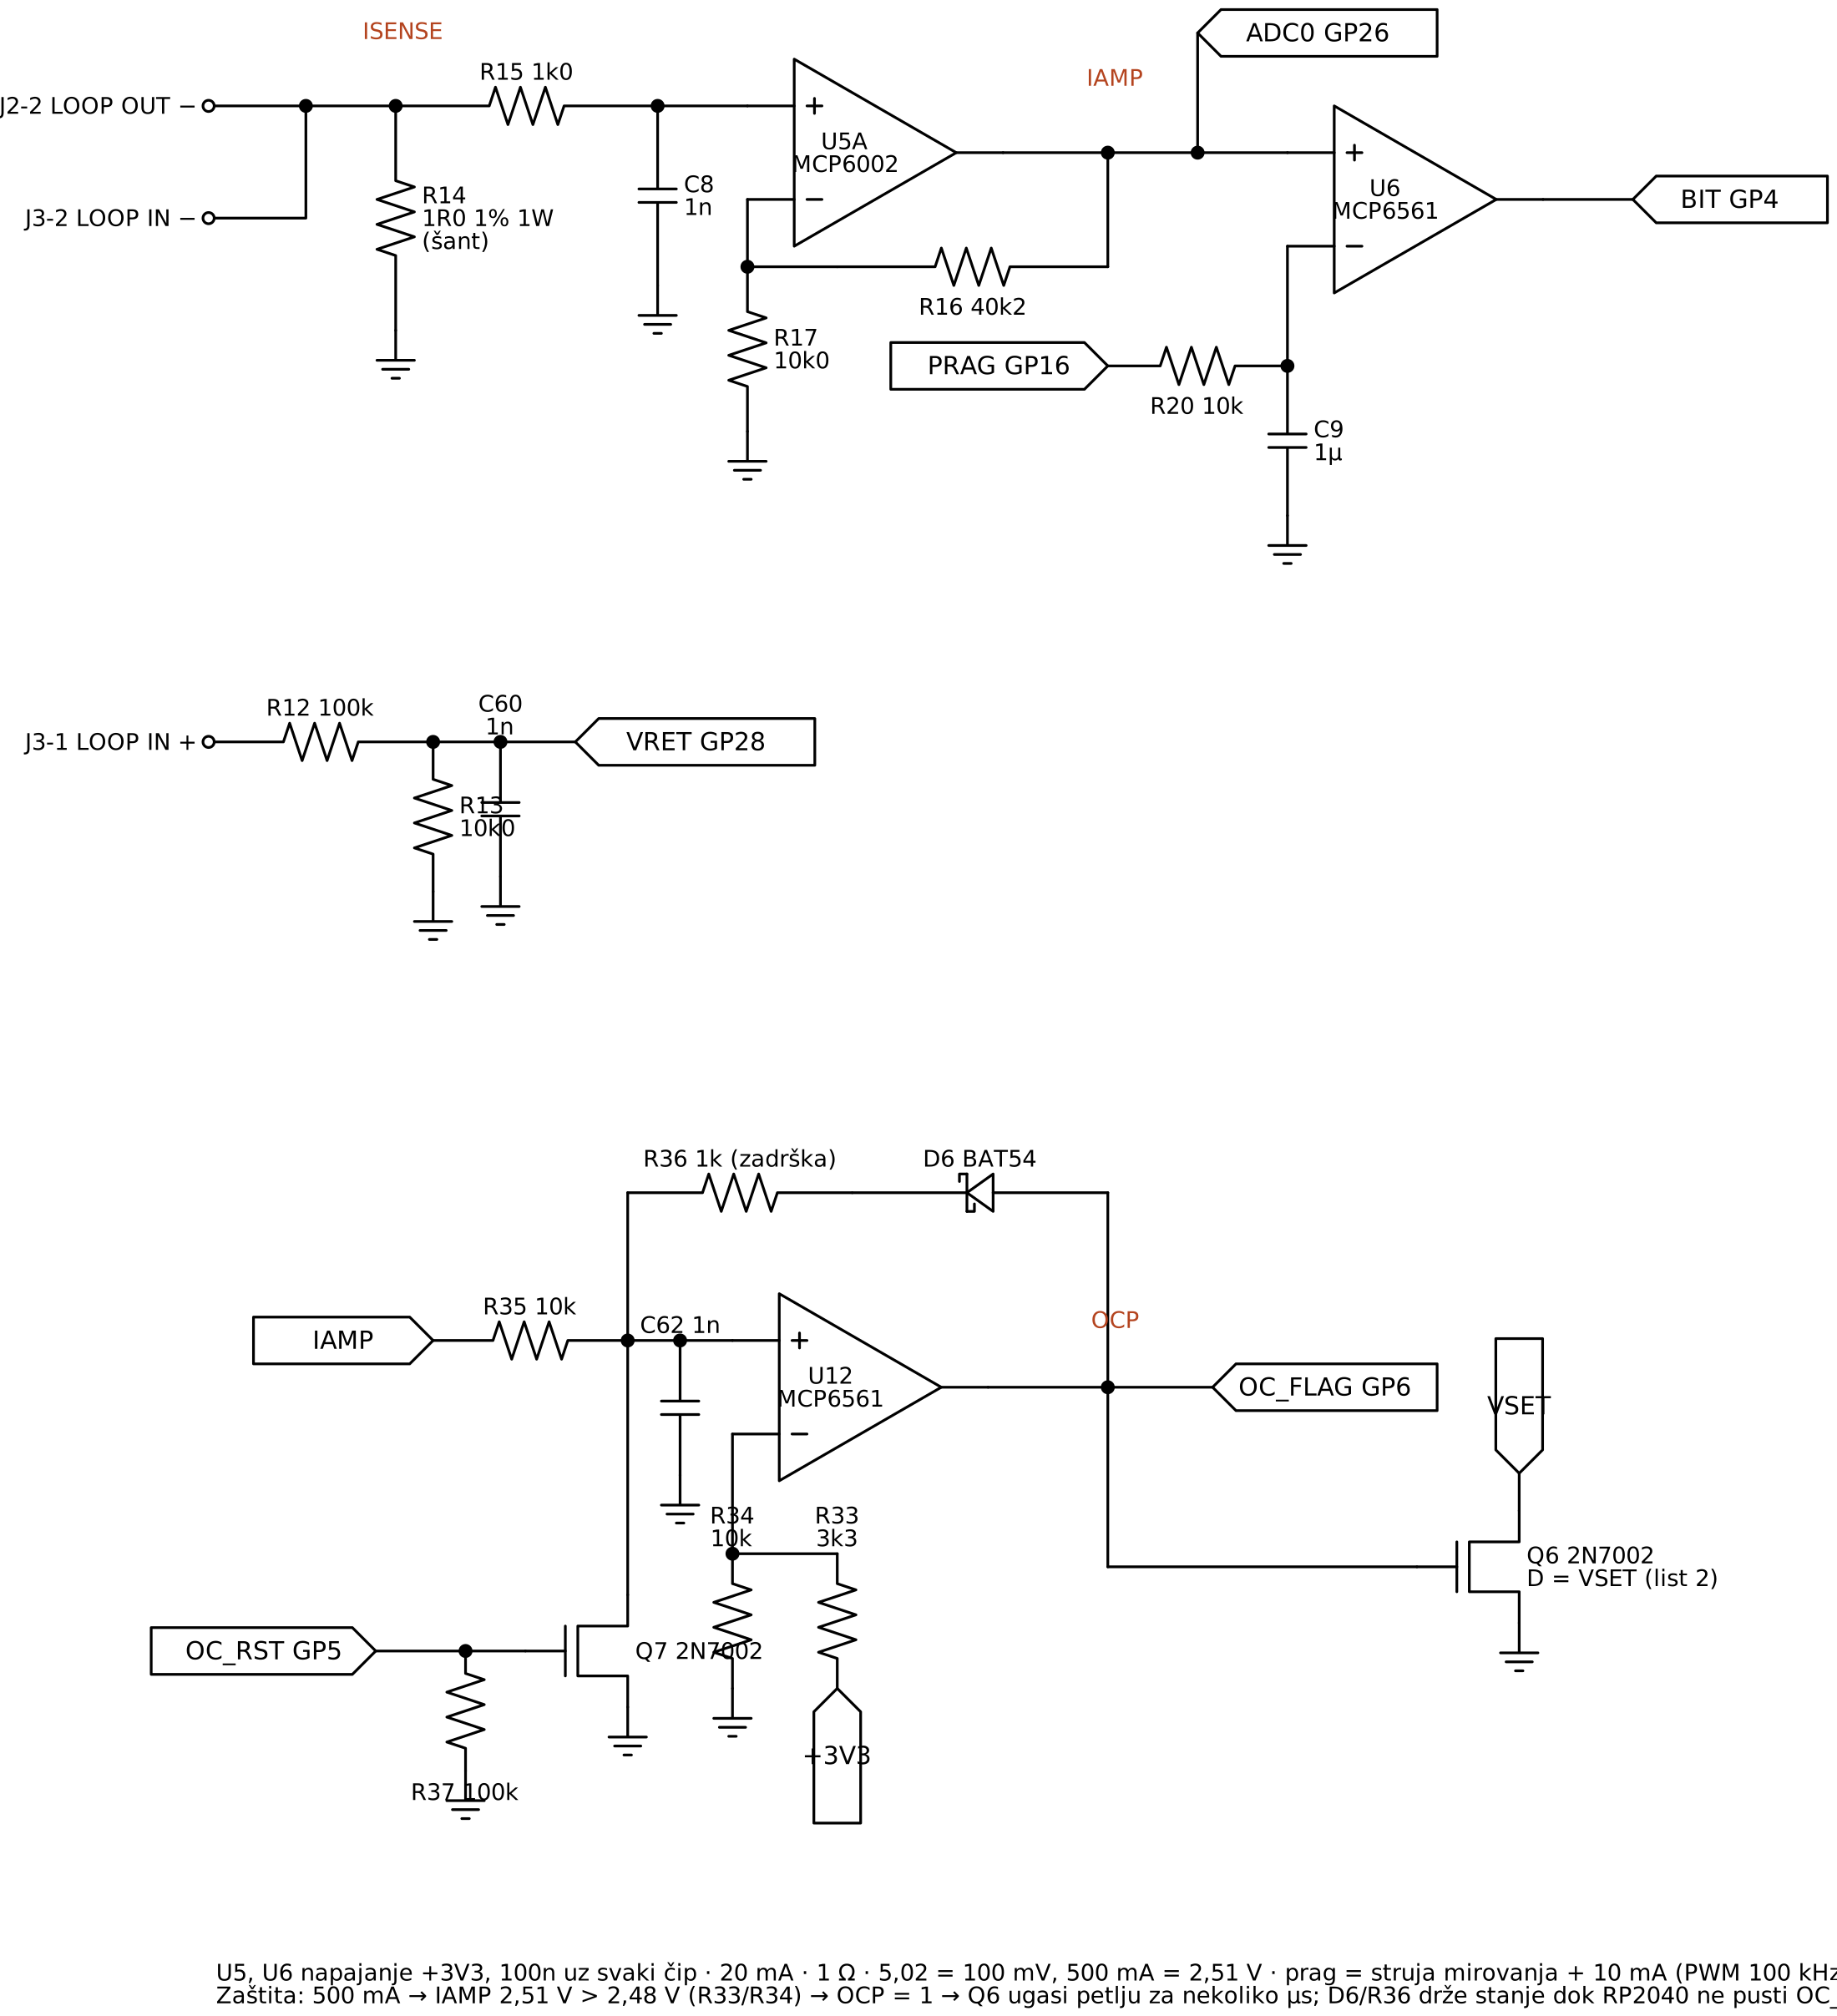 ADC0 GP26
ISENSE
R15 1k0
IAMP
J2-2 LOOP OUT −
+
U5A
MCP6002
+
R14
1R0 1% 1W
(šant)
C8
1n
U6
MCP6561
BIT GP4
J3-2 LOOP IN −
−
−
R16 40k2
R17
10k0
PRAG GP16
R20 10k
C9
1µ
R12 100k
C60
1n
J3-1 LOOP IN +
VRET GP28
R13
10k0
R36 1k (zadrška)
D6 BAT54
R35 10k
C62 1n
OCP
IAMP
+
U12
MCP6561
OC_FLAG GP6
VSET
−
R34
10k
R33
3k3
Q6 2N7002
D = VSET (list 2)
OC_RST GP5
Q7 2N7002
+3V3
R37 100k
U5, U6 napajanje +3V3, 100n uz svaki čip · 20 mA · 1 Ω · 5,02 = 100 mV, 500 mA = 2,51 V · prag = struja mirovanja + 10 mA (PWM 100 kHz
Zaštita: 500 mA → IAMP 2,51 V > 2,48 V (R33/R34) → OCP = 1 → Q6 ugasi petlju za nekoliko µs; D6/R36 drže stanje dok RP2040 ne pusti OC_